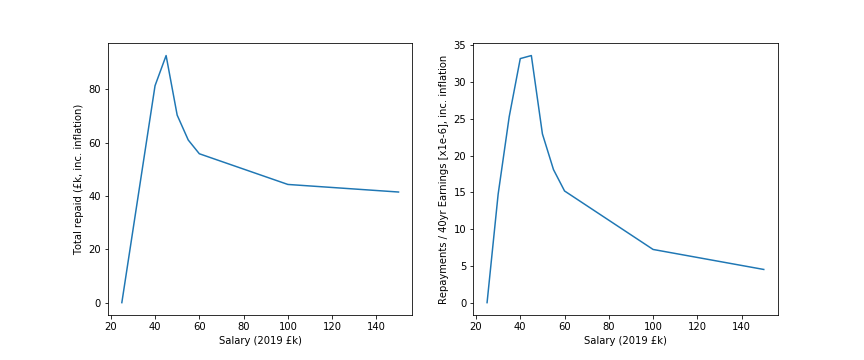 Total repaid (£k, inc. inflation)
80
60
40
20
0
20 40 60 80 100 120 140
Salary (2019 £k)
Repayments / 40yr Earnings [x1e-6], inc. inflation
35
30
25
20
15
10
5
0
20 40 60 80 100 120 140
Salary (2019 £k)